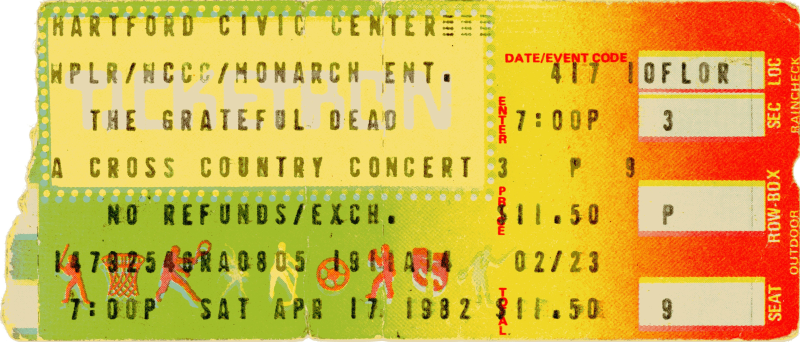 HARTFORD CIVIC CENTER
WPLR/WCCC/MONARCH ENT.
THE GRATEFUL DEAD
A CROSS COUNTRY CONCERT
NO REFUNDS/EXCH.
7:00P SAT APR 17 1982
TICKETRON
DATE/EVENT CODE
417
ENTER
7:00P
3 P 9
PRICE
$11.50
02/23
TOTAL
$11.50
10FLOR LOC
3 SEC
P ROW-BOX
9 SEAT
RAINCHECK
OUTDOOR